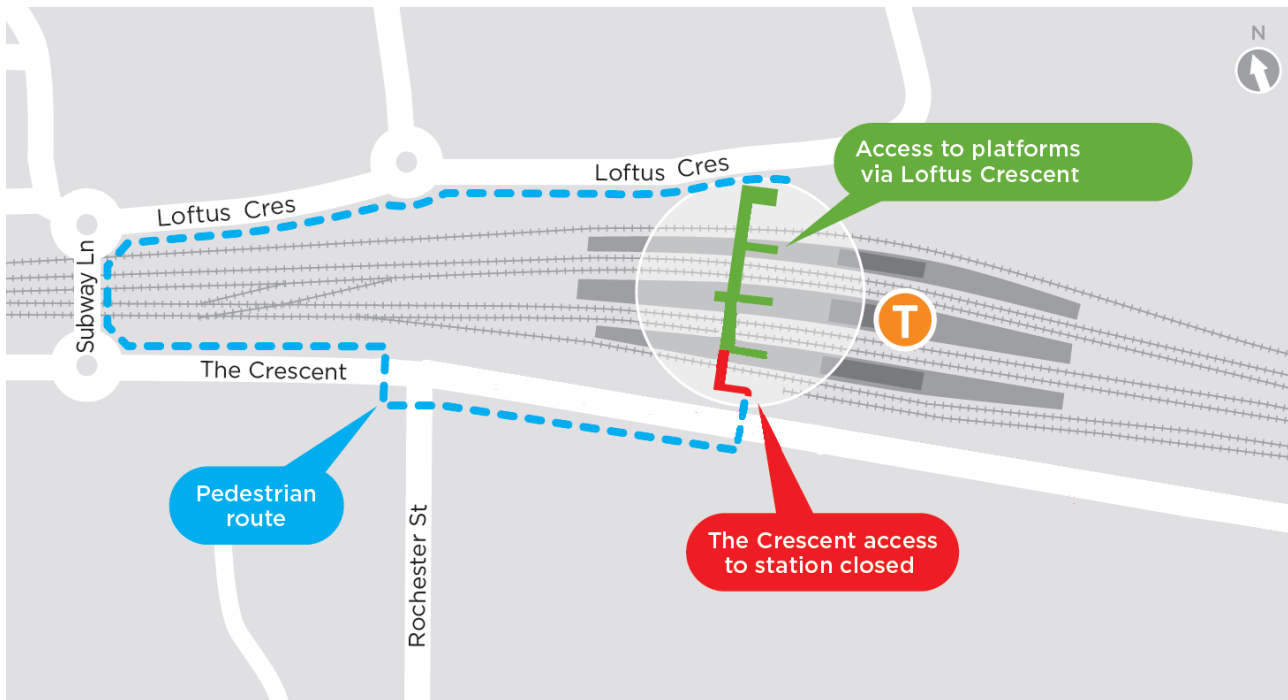 N
Access to platforms
via Loftus Crescent
Loftus Cres
Loftus Cres
Subway Ln
T
The Crescent
Pedestrian
route
Rochester St
The Crescent access
to station closed